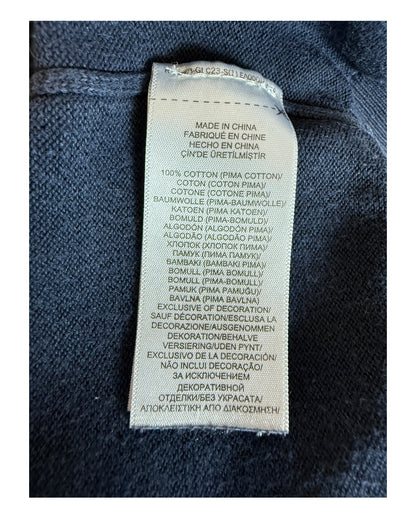 MADE IN CHINA
FABRIQUÉ EN CHINE
HECHO EN CHINA
ÇİN'DE ÜRETİLMİŞTİR
100% COTTON (PIMA COTTON)/
COTON (COTON PIMA)/
COTONE (COTONE PIMA)/
BAUMWOLLE (PIMA-BAUMWOLLE)/
KATOEN (PIMA KATOEN)/
BOMULD (PIMA-BOMULD)/
ALGODÓN (ALGODÓN PIMA)/
ALGODÃO (ALGODÃO PIMA)/
ХЛОПОК (ХЛОПОК ПИМА)/
ПАМУК (ПИМА ПАМУК)/
ΒΑΜΒΑΚΙ (ΒΑΜΒΑΚΙ PIMA)/
BOMULL (PIMA BOMULL)/
BOMULL (PIMA-BOMULL)/
PAMUK (PIMA PAMUĞU)/
BAVLNA (PIMA BAVLNA)
EXCLUSIVE OF DECORATION/
SAUF DÉCORATION/ESCLUSA LA
DECORAZIONE/AUSGENOMMEN
DEKORATION/BEHALVE
VERSIERING/UDEN PYNT/
EXCLUSIVO DE LA DECORACIÓN/
NÃO INCLUI DECORAÇÃO/
ЗА ИСКЛЮЧЕНИЕМ
ДЕКОРАТИВНОЙ
ОТДЕЛКИ/БЕЗ УКРАСАТА/
ΑΠΟΚΛΕΙΣΤΙΚΗ ΑΠΟ ΔΙΑΚΟΣΜΗΣΗ/